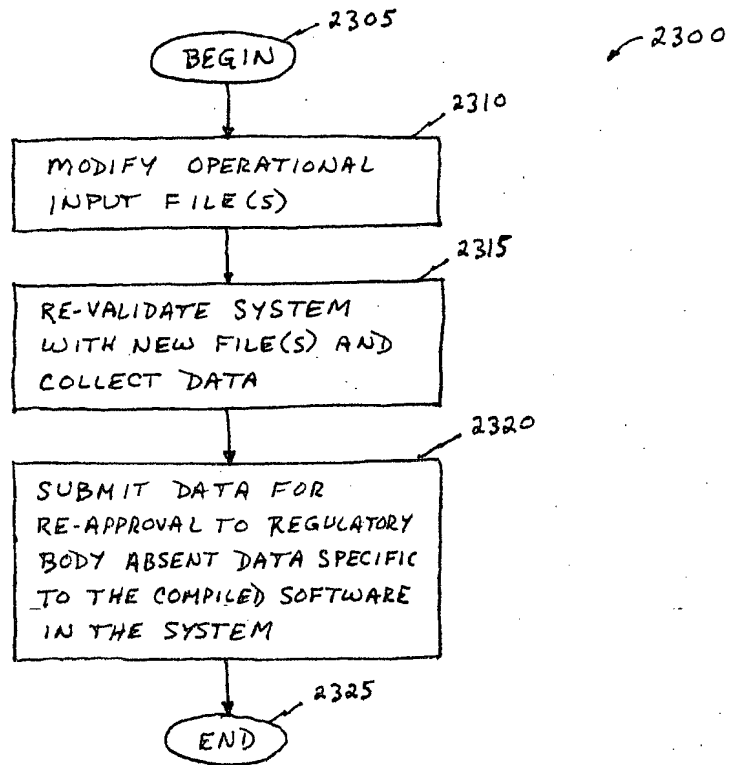 2305
BEGIN
2300
2310
MODIFY OPERATIONAL
INPUT FILE(S)
2315
RE-VALIDATE SYSTEM
WITH NEW FILE(S) AND
COLLECT DATA
2320
SUBMIT DATA FOR
RE-APPROVAL TO REGULATORY
BODY ABSENT DATA SPECIFIC
TO THE COMPILED SOFTWARE
IN THE SYSTEM
2325
END